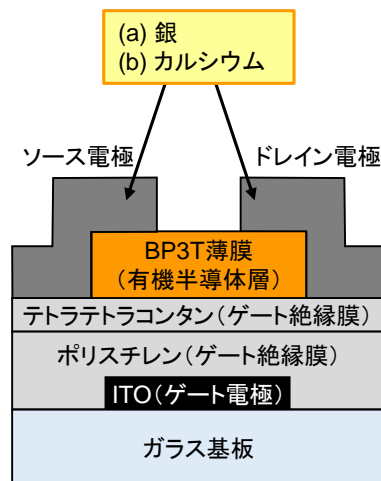 (a) 銀
(b) カルシウム
ソース電極
ドレイン電極
BP3T薄膜
(有機半導体層)
テトラテトラコンタン(ゲート絶縁膜)
ポリスチレン(ゲート絶縁膜)
ITO(ゲート電極)
ガラス基板